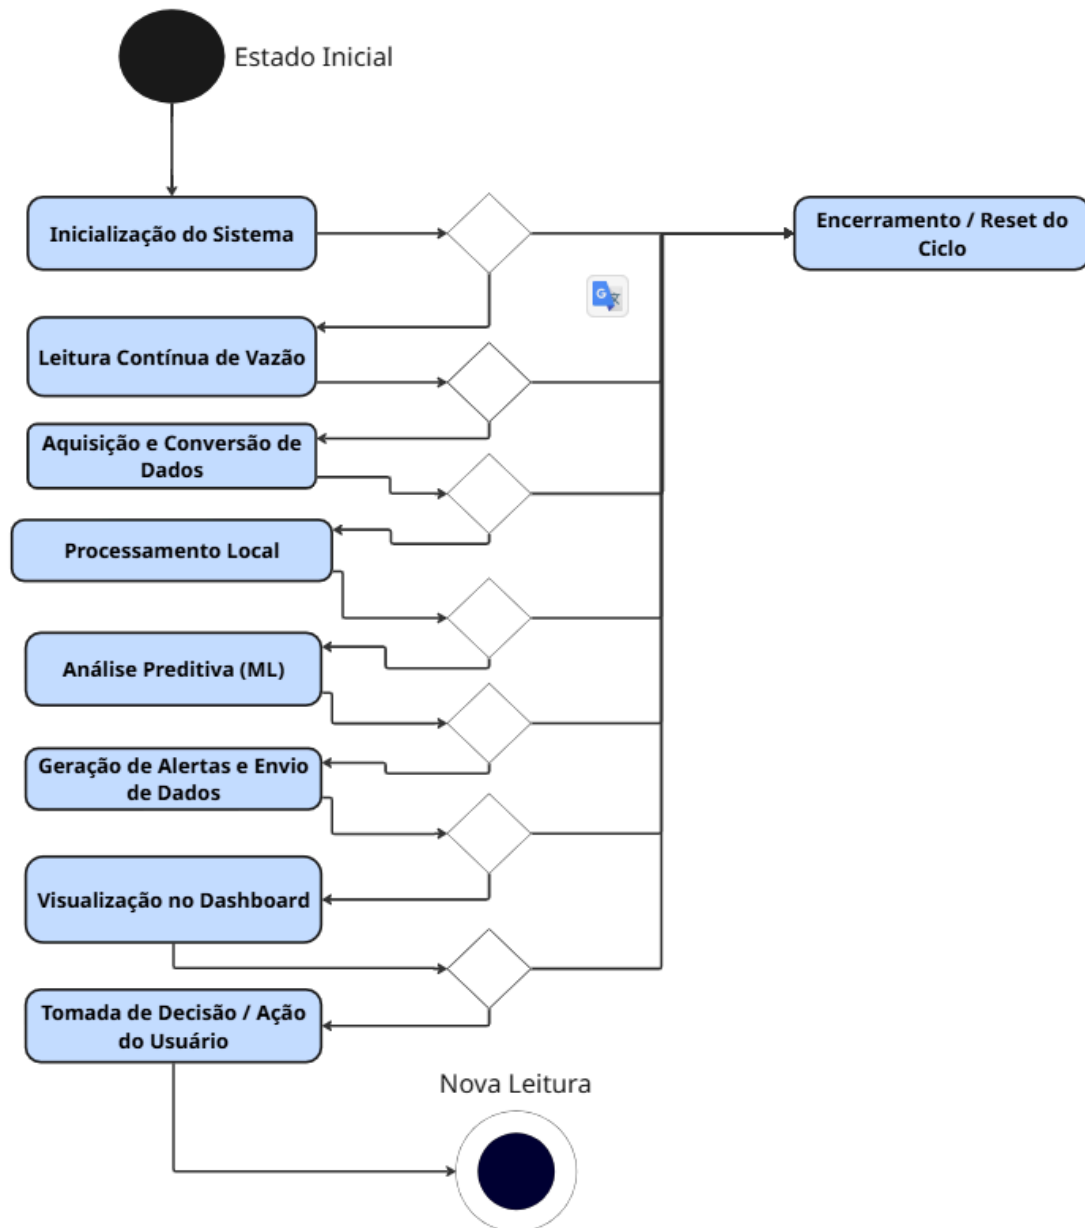 Estado Inicial
Inicialização do Sistema
Encerramento / Reset do
Ciclo
Leitura Contínua de Vazão
Aquisição e Conversão de
Dados
Processamento Local
Análise Preditiva (ML)
Geração de Alertas e Envio
de Dados
Visualização no Dashboard
Tomada de Decisão / Ação
do Usuário
Nova Leitura